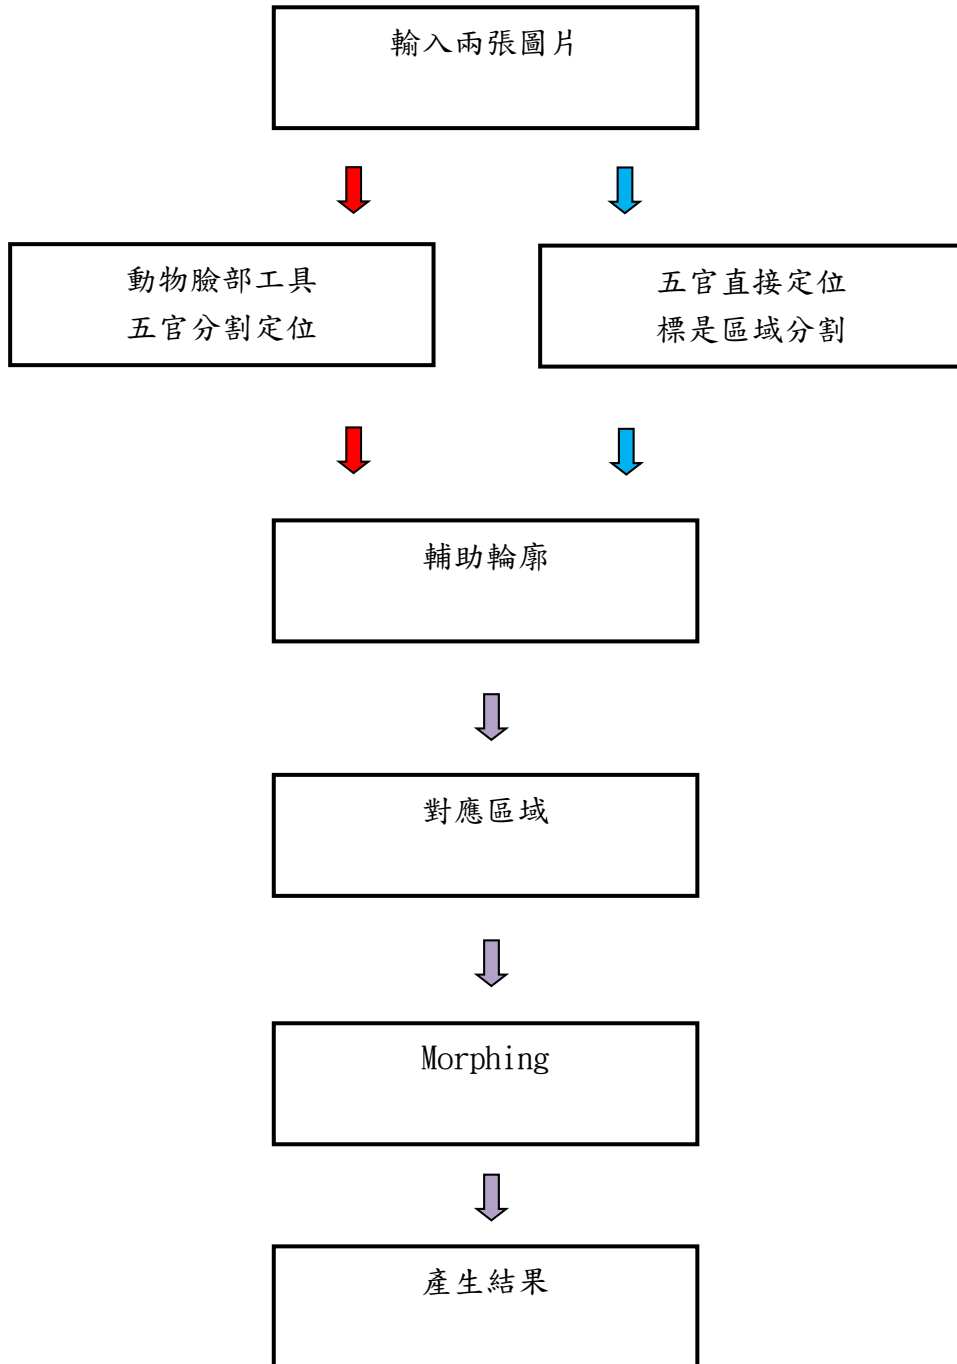 輸入兩張圖片
動物臉部工具
五官分割定位
五官直接定位
標是區域分割
輔助輪廓
對應區域
Morphing
產生結果